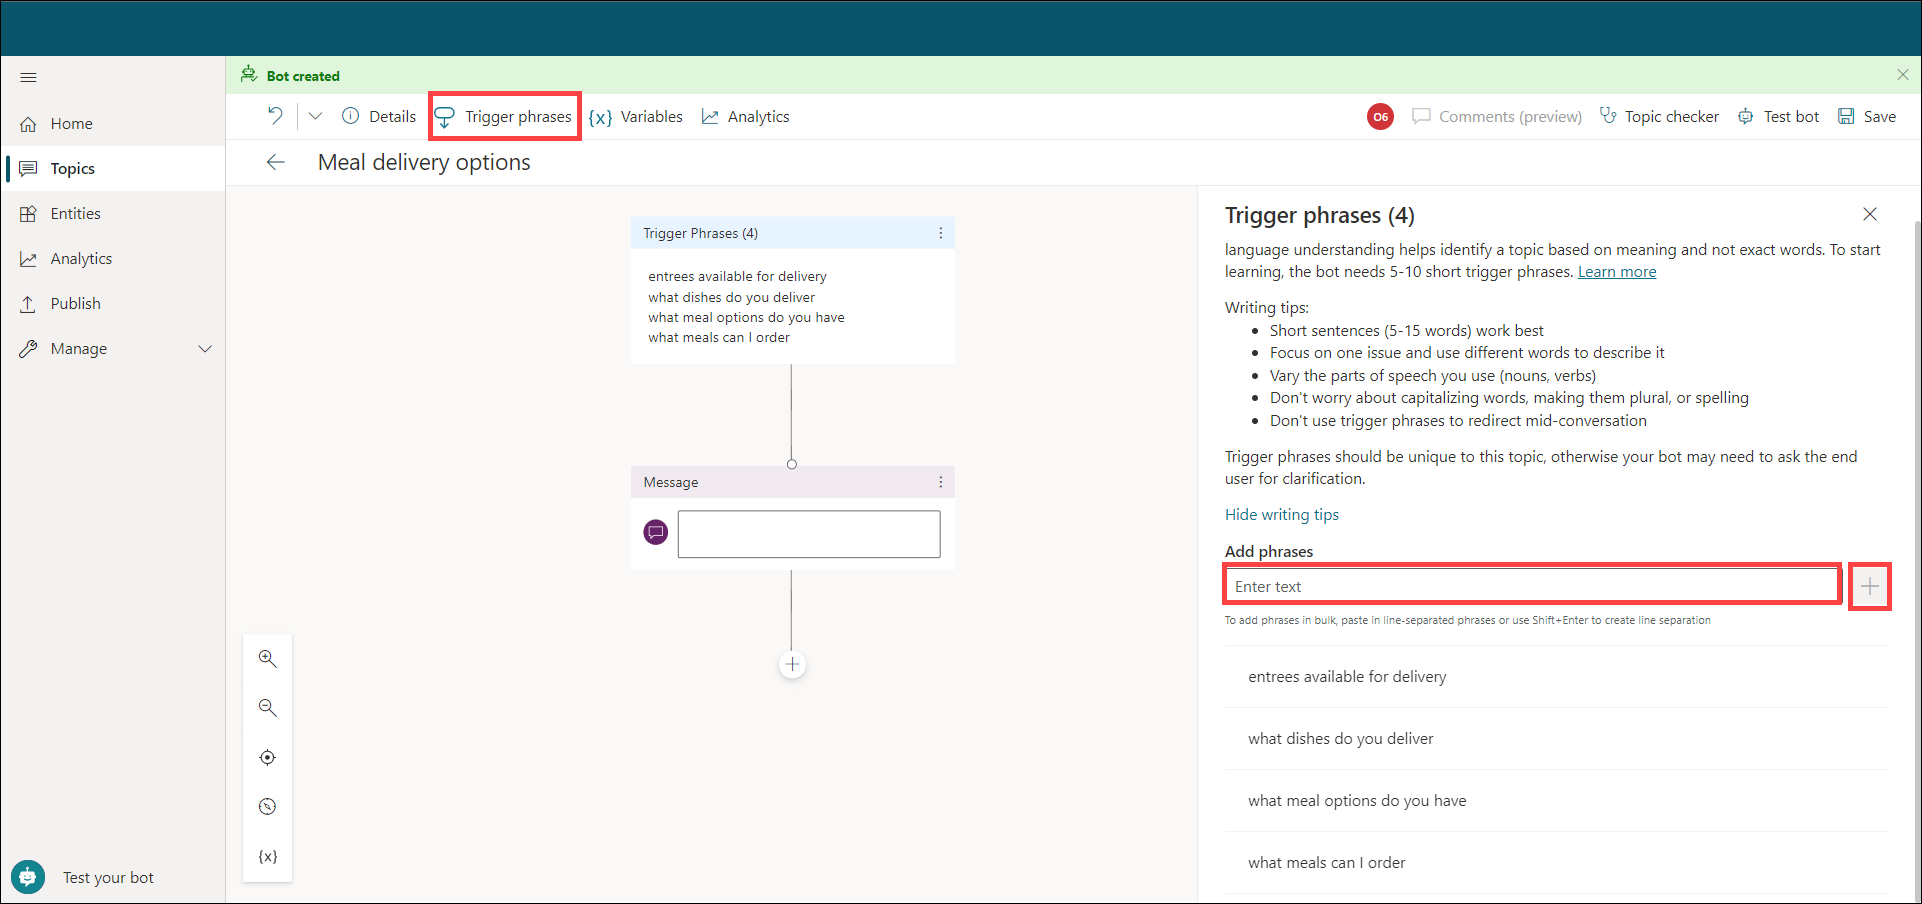 Bot created
Home
Topics
Entities
Analytics
Publish
Manage
Test your bot
Details
Trigger phrases
{x} Variables
Analytics
O6
Comments (preview)
Topic checker
Test bot
Save
Meal delivery options
Trigger Phrases (4)
entrees available for delivery
what dishes do you deliver
what meal options do you have
what meals can I order
Message
{x}
Trigger phrases (4)
language understanding helps identify a topic based on meaning and not exact words. To start
learning, the bot needs 5-10 short trigger phrases. Learn more
Writing tips:
• Short sentences (5-15 words) work best
• Focus on one issue and use different words to describe it
• Vary the parts of speech you use (nouns, verbs)
• Don't worry about capitalizing words, making them plural, or spelling
• Don't use trigger phrases to redirect mid-conversation
Trigger phrases should be unique to this topic, otherwise your bot may need to ask the end
user for clarification.
Hide writing tips
Add phrases
Enter text
To add phrases in bulk, paste in line-separated phrases or use Shift+Enter to create line separation
entrees available for delivery
what dishes do you deliver
what meal options do you have
what meals can I order